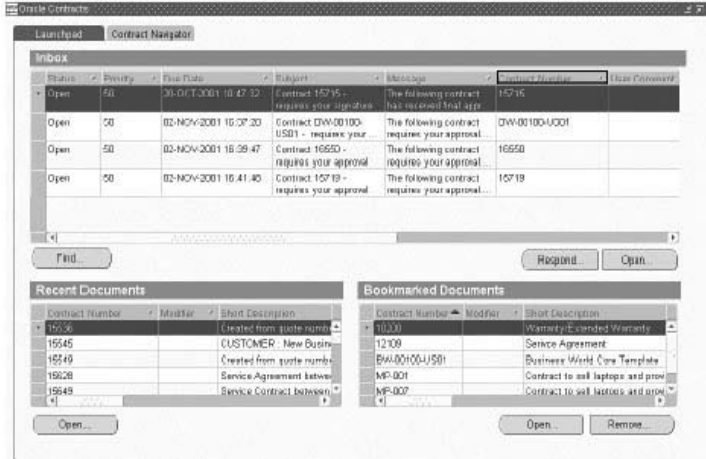 Oracle Contracts
Launchpad
Contract Navigator
Inbox
Status Priority Due Date Subject Message Contract Number User Comment
Open 50 20-OCT-2001 18:47:32 Contract 15715 - requires your signature The following contract has received final appr 15715
Open 50 02-NOV-2001 16:37:20 Contract BW-00100-US01 - requires your ... The following contract requires your approval... BW-00100-US01
Open 50 02-NOV-2001 16:39:47 Contract 16550 - requires your approval The following contract requires your approval... 16550
Open 50 02-NOV-2001 16:41:46 Contract 15719 - requires your approval The following contract requires your approval... 15719
Find...
Respond...
Open...
Recent Documents
Contract Number Modifier Short Description
15636 Created from quote numbe
15545 CUSTOMER : New Busin
15549 Created from quote numbe
15628 Service Agreement betwee
15649 Service Contract between
Open...
Bookmarked Documents
Contract Number Modifier Short Description
10200 Warranty/Extended Warranty
12109 Serivce Agreement
BW-00100-US01 Business World Core Template
MP-001 Contract to sell laptops and prov
MP-007 Contract to sell laptops and prov
Open...
Remove...